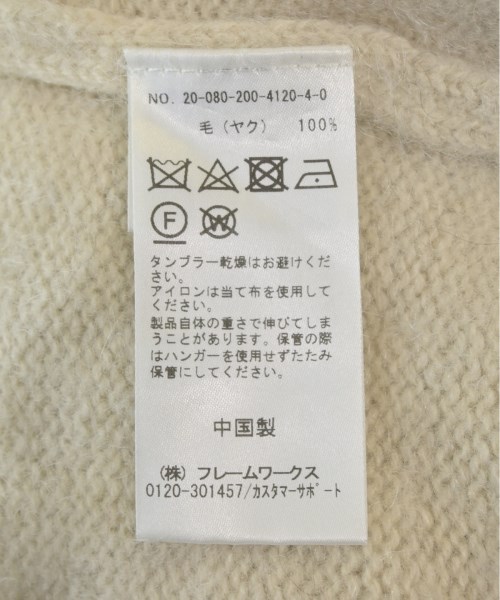 NO. 20-080-200-4120-4-0
毛（ヤク） 100%
F
W
タンブラー乾燥はお避けくだ
さい。
アイロンは当て布を使用して
ください。
製品自体の重さで伸びてしま
うことがあります。保管の際
はハンガーを使用せずたたみ
保管にしてください。
中国製
（株）フレームワークス
0120-301457/カスタマーサポート